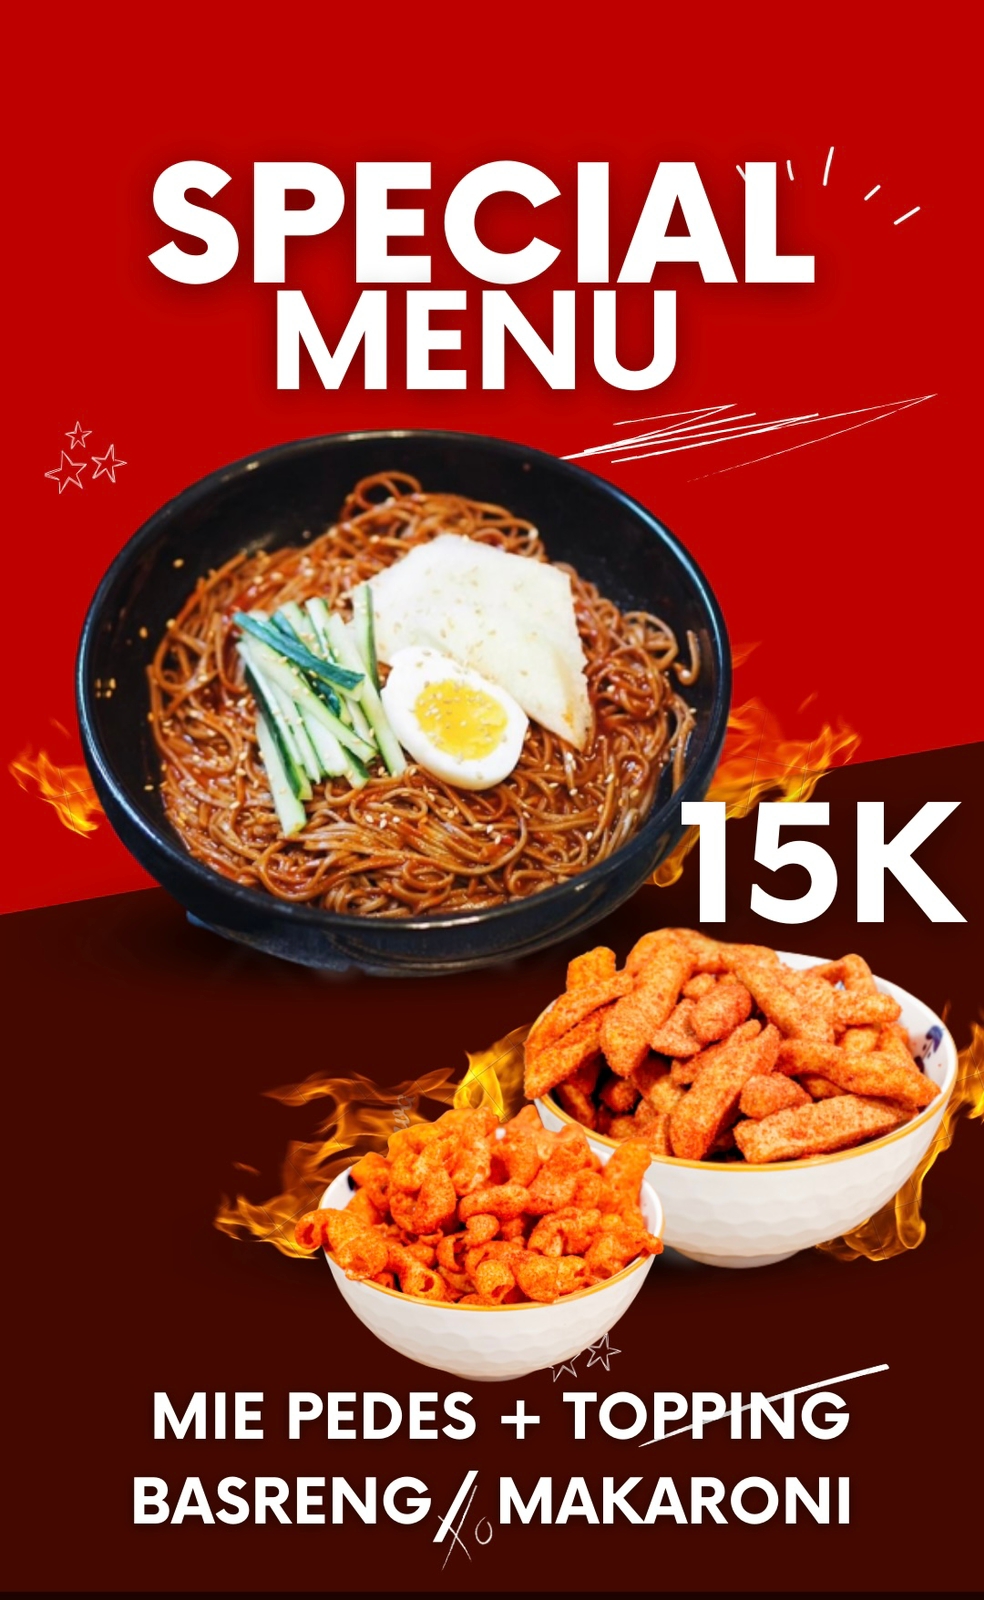 SPECIAL
MENU
15K
MIE PEDES + TOPPING
BASRENG/MAKARONI